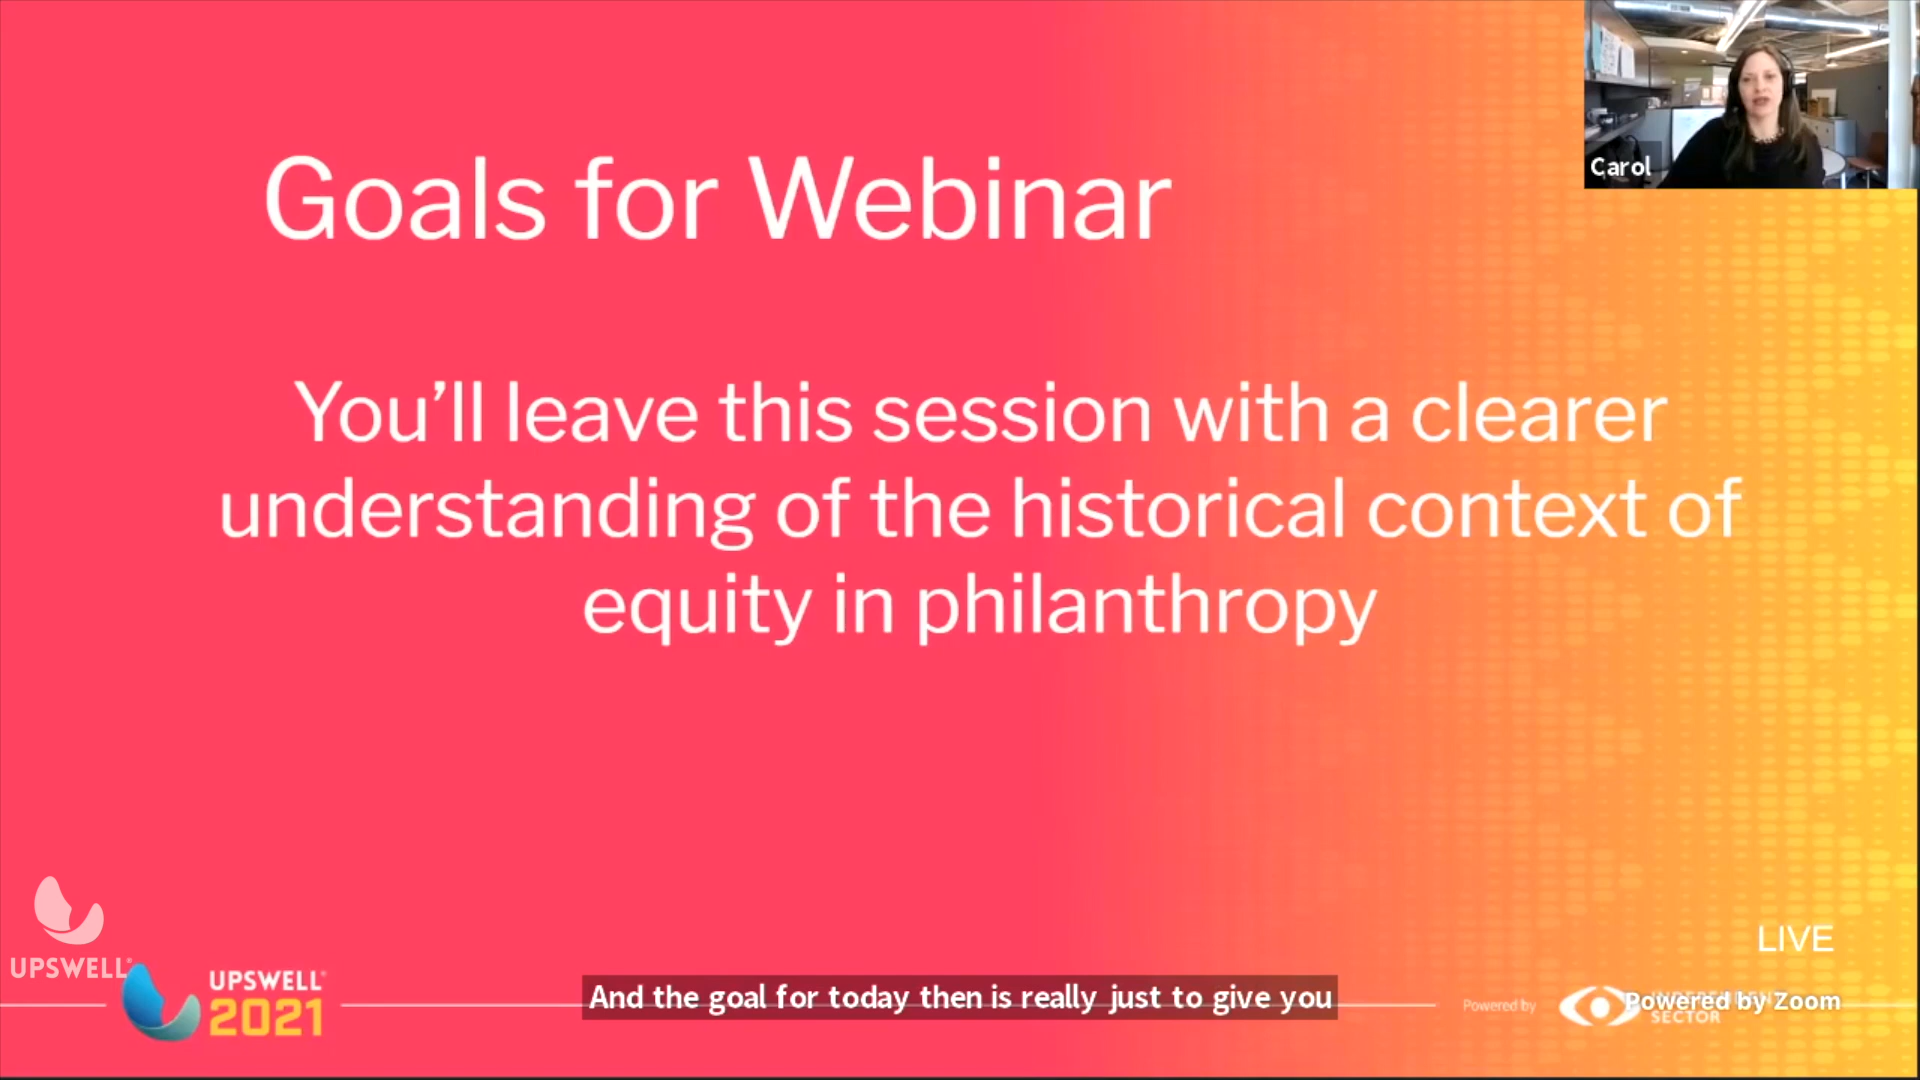 Goals for Webinar
Carol
You’ll leave this session with a clearer
understanding of the historical context of
equity in philanthropy
LIVE
UPSWELL
UPSWELL®
2021
And the goal for today then is really just to give you
Powered by
INDEPENDENT
SECTOR
Powered by Zoom